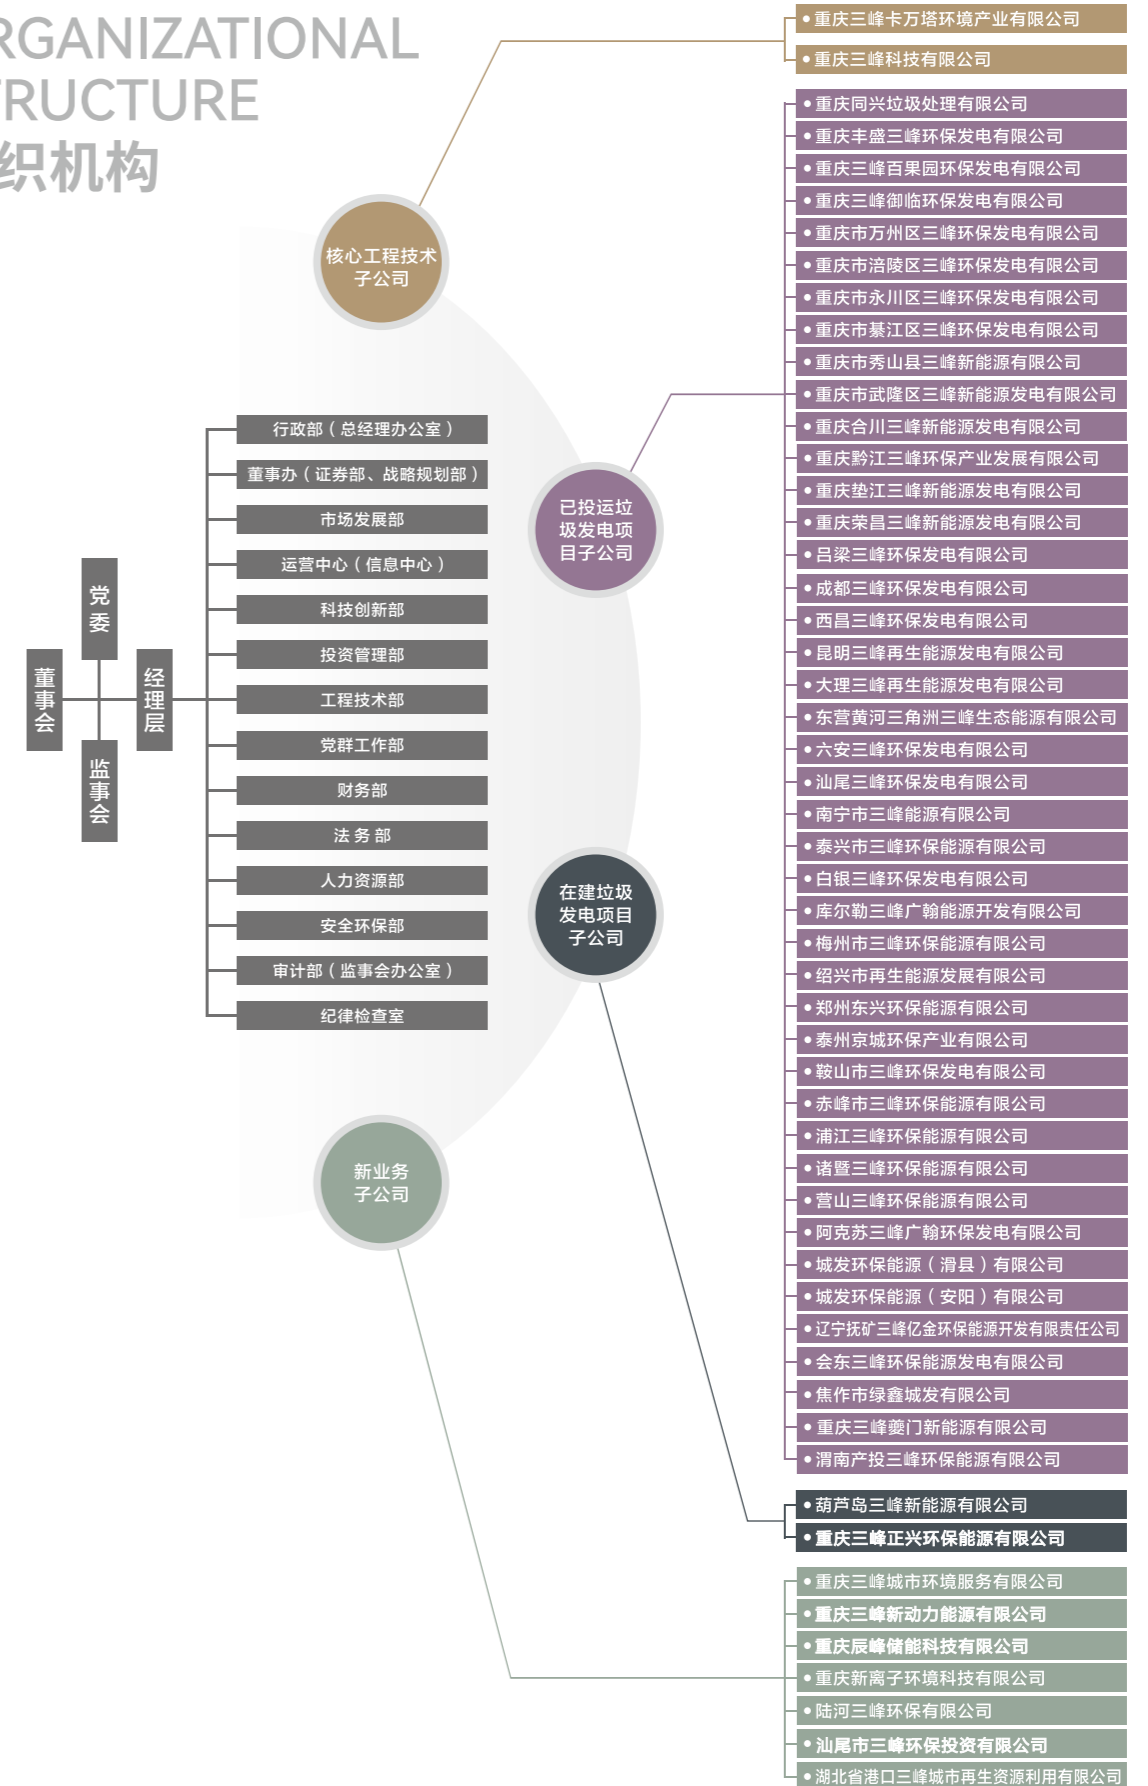 RGANIZATIONAL
TRUCTURE
织机构
核心工程技术
子公司
重庆三峰卡万塔环境产业有限公司
重庆三峰科技有限公司
已投运垃
圾发电项
目子公司
重庆同兴垃圾处理有限公司
重庆丰盛三峰环保发电有限公司
重庆三峰百果园环保发电有限公司
重庆三峰御临环保发电有限公司
重庆市万州区三峰环保发电有限公司
重庆市涪陵区三峰环保发电有限公司
重庆市永川区三峰环保发电有限公司
重庆市綦江区三峰环保发电有限公司
重庆市秀山县三峰新能源有限公司
重庆市武隆区三峰新能源发电有限公司
重庆合川三峰新能源发电有限公司
重庆黔江三峰环保产业发展有限公司
重庆垫江三峰新能源发电有限公司
重庆荣昌三峰新能源发电有限公司
吕梁三峰环保发电有限公司
成都三峰环保发电有限公司
西昌三峰环保发电有限公司
昆明三峰再生能源发电有限公司
大理三峰再生能源发电有限公司
东营黄河三角洲三峰生态能源有限公司
六安三峰环保发电有限公司
汕尾三峰环保发电有限公司
南宁市三峰能源有限公司
泰兴市三峰环保能源有限公司
白银三峰环保发电有限公司
库尔勒三峰广翰能源开发有限公司
梅州市三峰环保能源有限公司
绍兴市再生能源发展有限公司
郑州东兴环保能源有限公司
泰州京城环保产业有限公司
鞍山市三峰环保发电有限公司
赤峰市三峰环保能源有限公司
浦江三峰环保能源有限公司
诸暨三峰环保能源有限公司
营山三峰环保能源有限公司
阿克苏三峰广翰环保发电有限公司
城发环保能源（滑县）有限公司
城发环保能源（安阳）有限公司
辽宁抚矿三峰亿金环保能源开发有限责任公司
会东三峰环保能源发电有限公司
焦作市绿鑫城发有限公司
重庆三峰夔门新能源有限公司
渭南产投三峰环保能源有限公司
党委
董事会
经理层
监事会
行政部（总经理办公室）
董事办（证券部、战略规划部）
市场发展部
运营中心（信息中心）
科技创新部
投资管理部
工程技术部
党群工作部
财务部
法 务 部
人力资源部
安全环保部
审计部（监事会办公室）
纪律检查室
在建垃圾
发电项目
子公司
葫芦岛三峰新能源有限公司
重庆三峰正兴环保能源有限公司
新业务
子公司
重庆三峰城市环境服务有限公司
重庆三峰新动力能源有限公司
重庆辰峰储能科技有限公司
重庆新离子环境科技有限公司
陆河三峰环保有限公司
汕尾市三峰环保投资有限公司
湖北省港口三峰城市再生资源利用有限公司